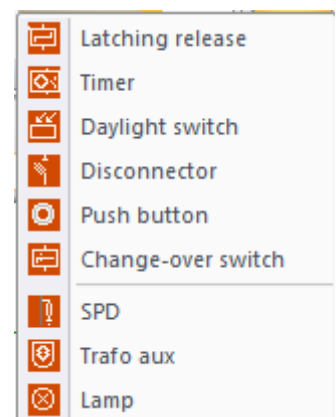 Latching release
Timer
Daylight switch
Disconnector
Push button
Change-over switch
SPD
Trafo aux
Lamp